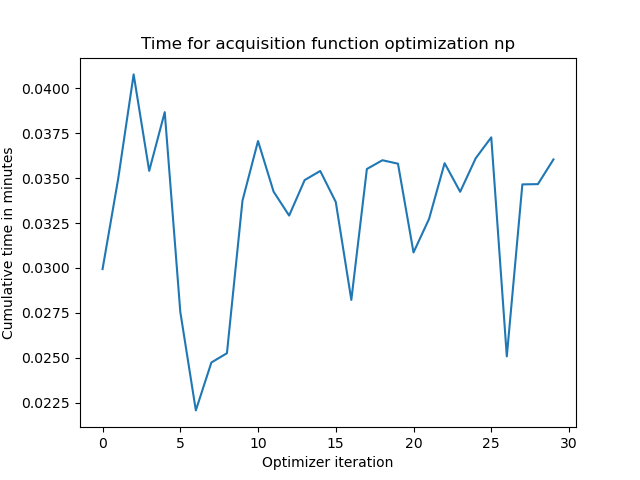 Time for acquisition function optimization np
Cumulative time in minutes
0.0400
0.0375
0.0350
0.0325
0.0300
0.0275
0.0250
0.0225
0 5 10 15 20 25 30
Optimizer iteration